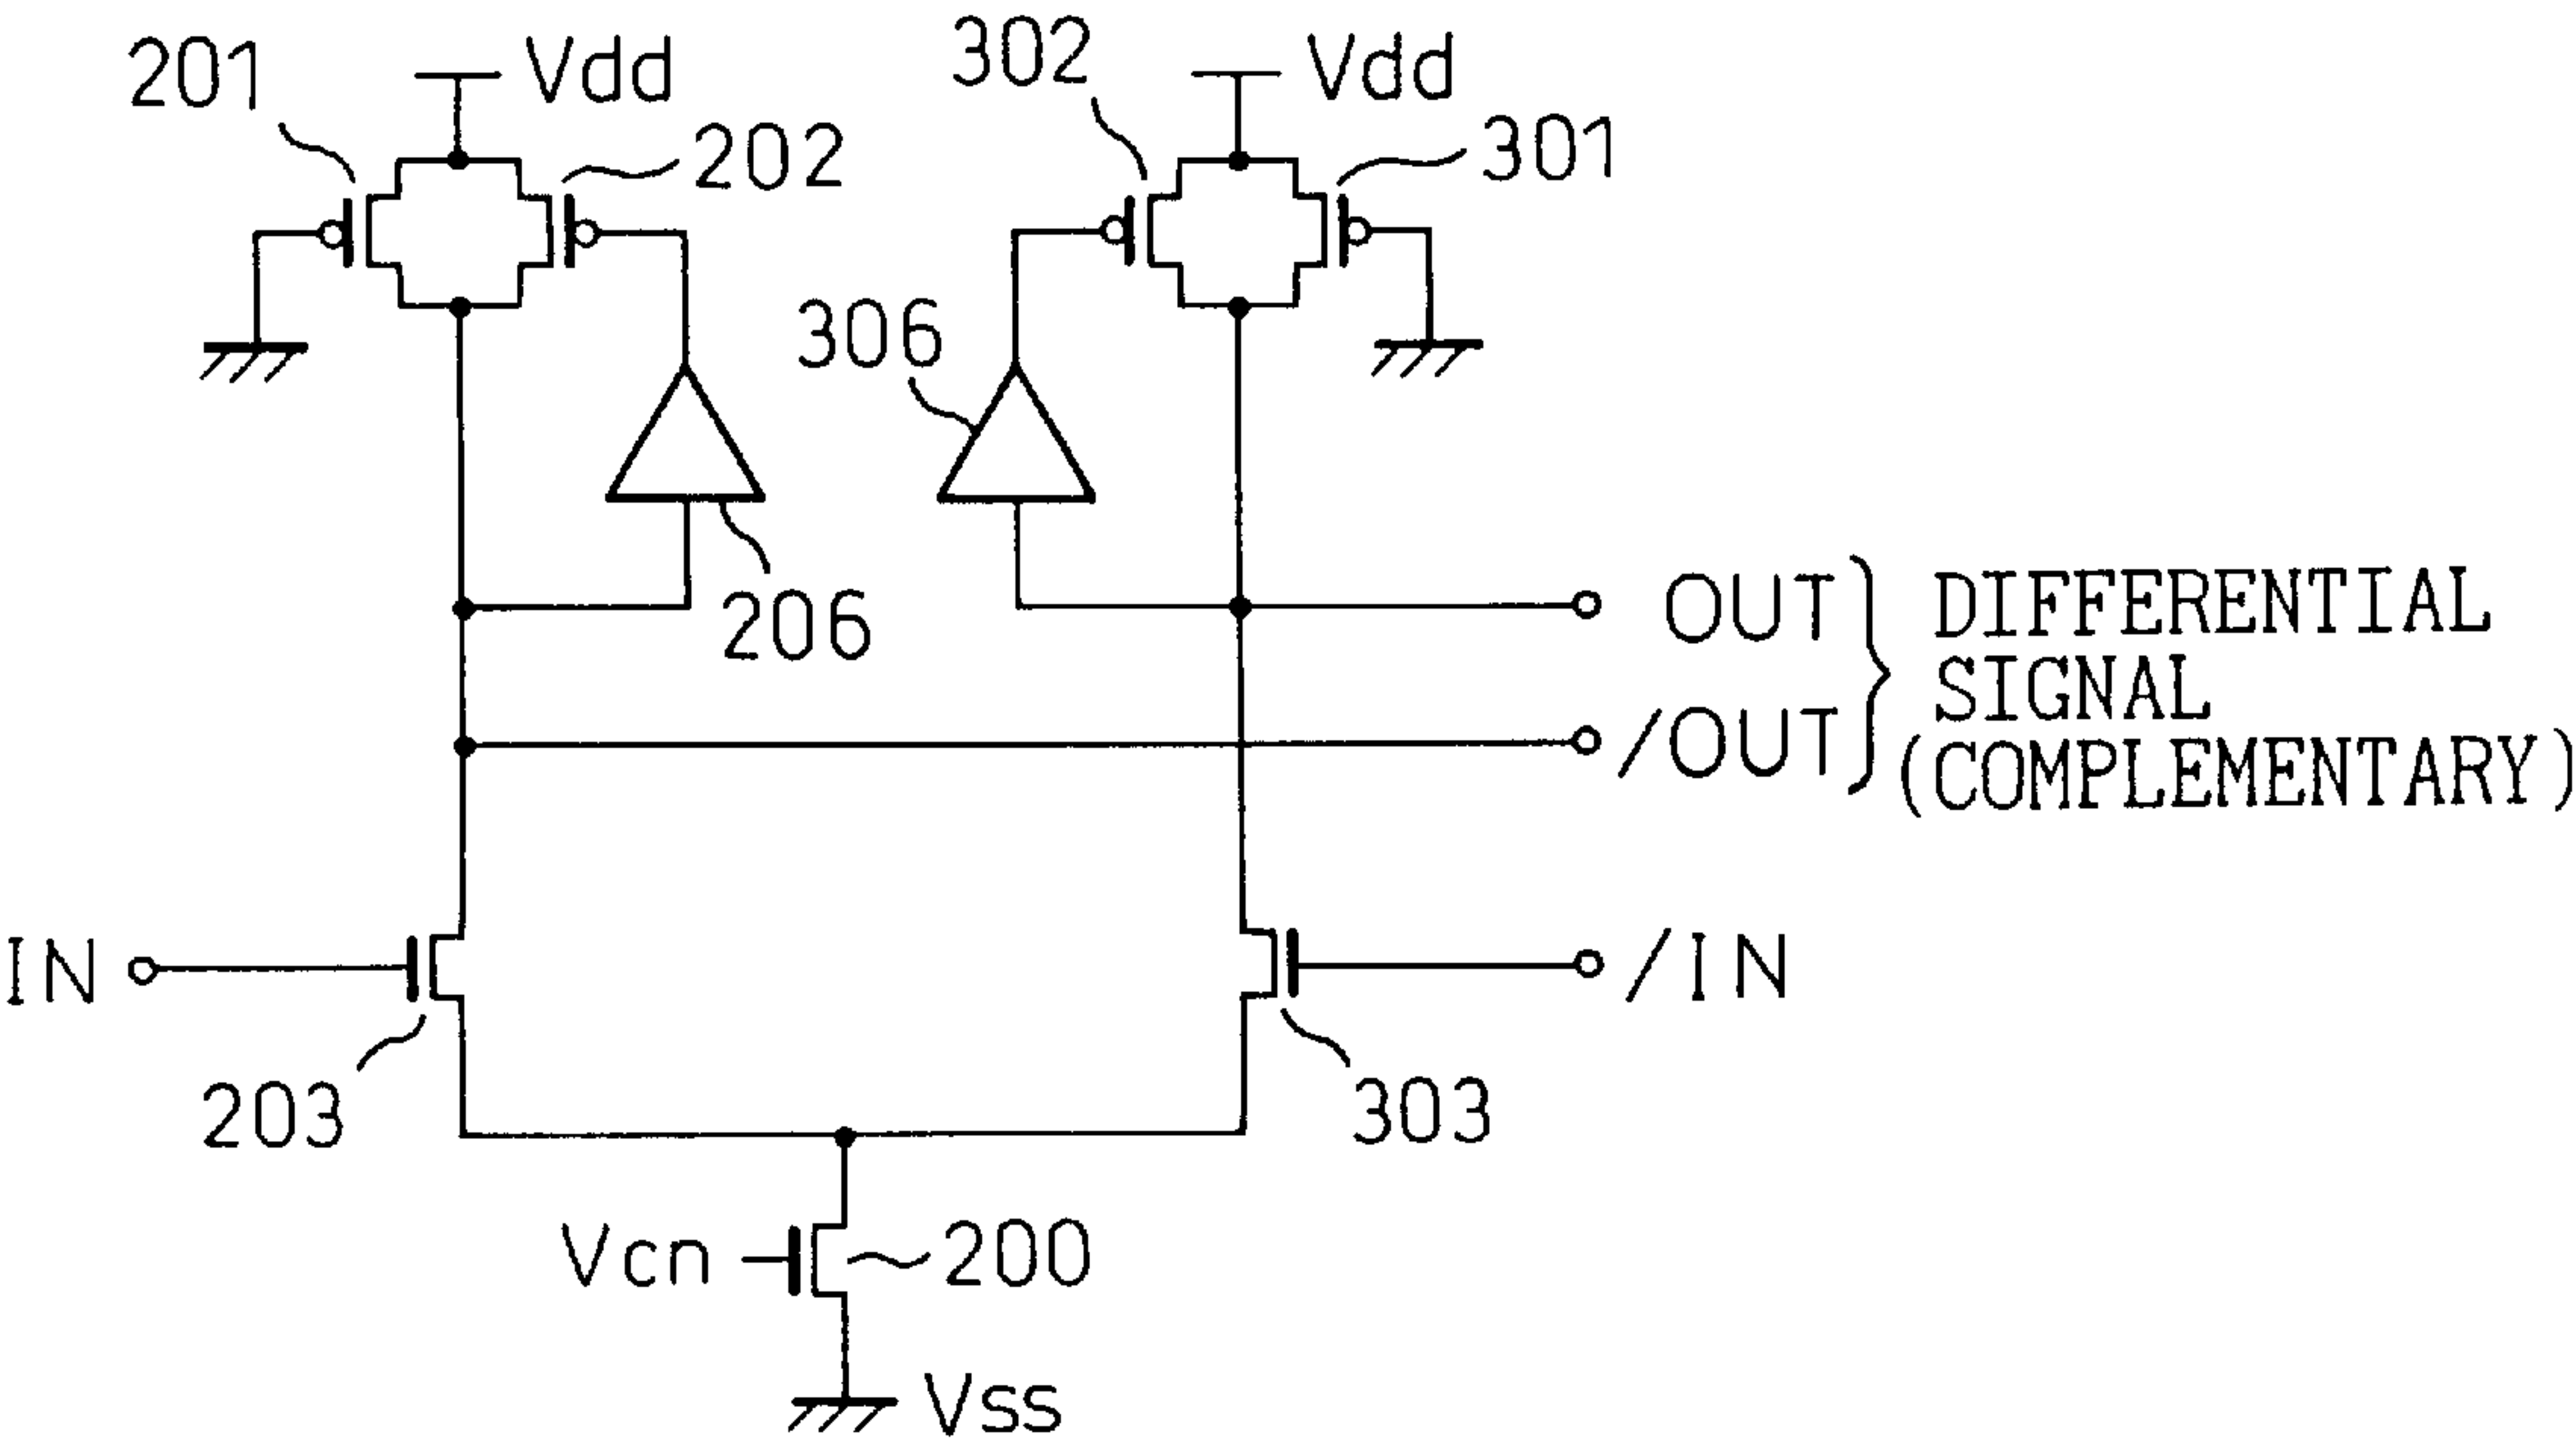 201
Vdd
202
302
Vdd
301
306
206
OUT
/OUT
DIFFERENTIAL
SIGNAL
(COMPLEMENTARY)
IN
/IN
203
303
Vcn
200
Vss